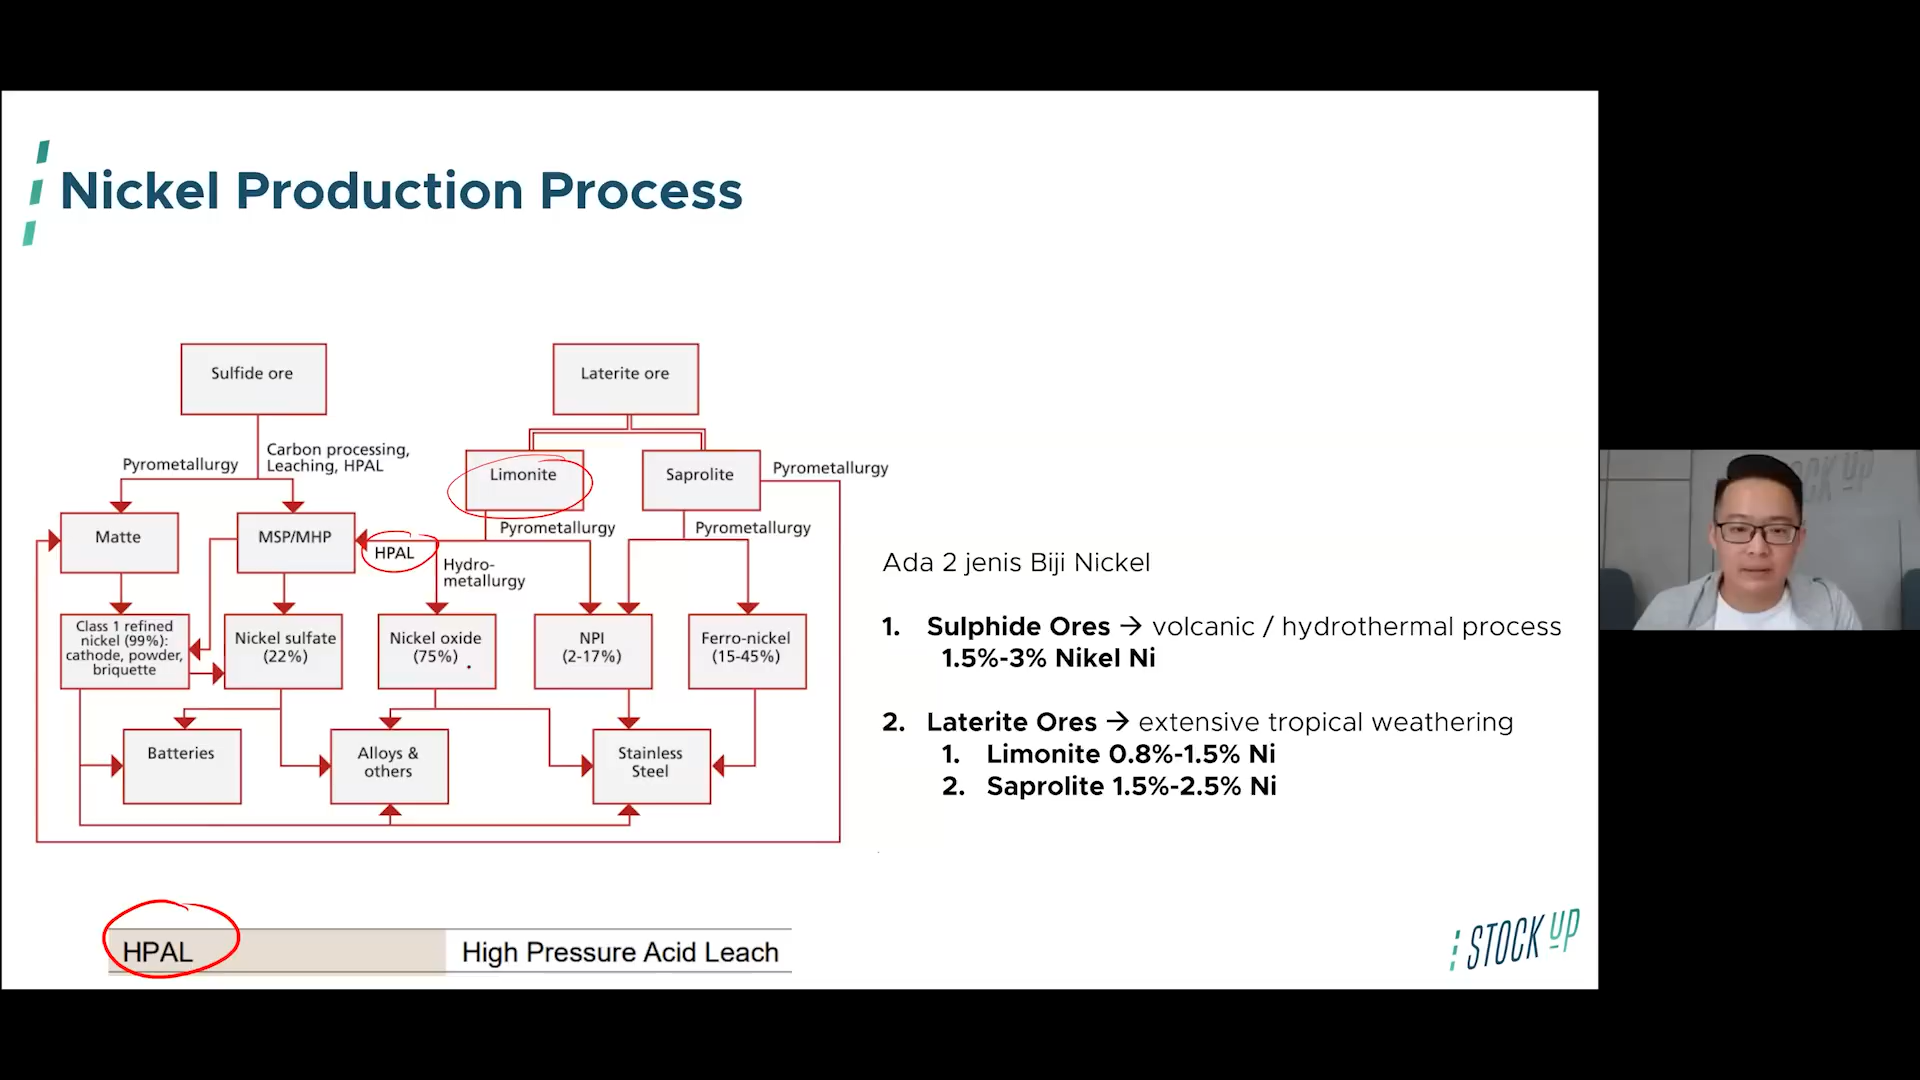 Nickel Production Process
Sulfide ore
Laterite ore
Pyrometallurgy
Carbon processing,
Leaching, HPAL
Limonite
Saprolite
Pyrometallurgy
Matte
MSP/MHP
HPAL
Pyrometallurgy
Hydro-
metallurgy
Pyrometallurgy
Class 1 refined
nickel (99%):
cathode, powder,
briquette
Nickel sulfate
(22%)
Nickel oxide
(75%)
NPI
(2-17%)
Ferro-nickel
(15-45%)
Batteries
Alloys &
others
Stainless
Steel
Ada 2 jenis Biji Nickel
1. Sulphide Ores → volcanic / hydrothermal process
1.5%-3% Nikel Ni
2. Laterite Ores → extensive tropical weathering
1. Limonite 0.8%-1.5% Ni
2. Saprolite 1.5%-2.5% Ni
HPAL High Pressure Acid Leach
STOCK UP
OCK UP